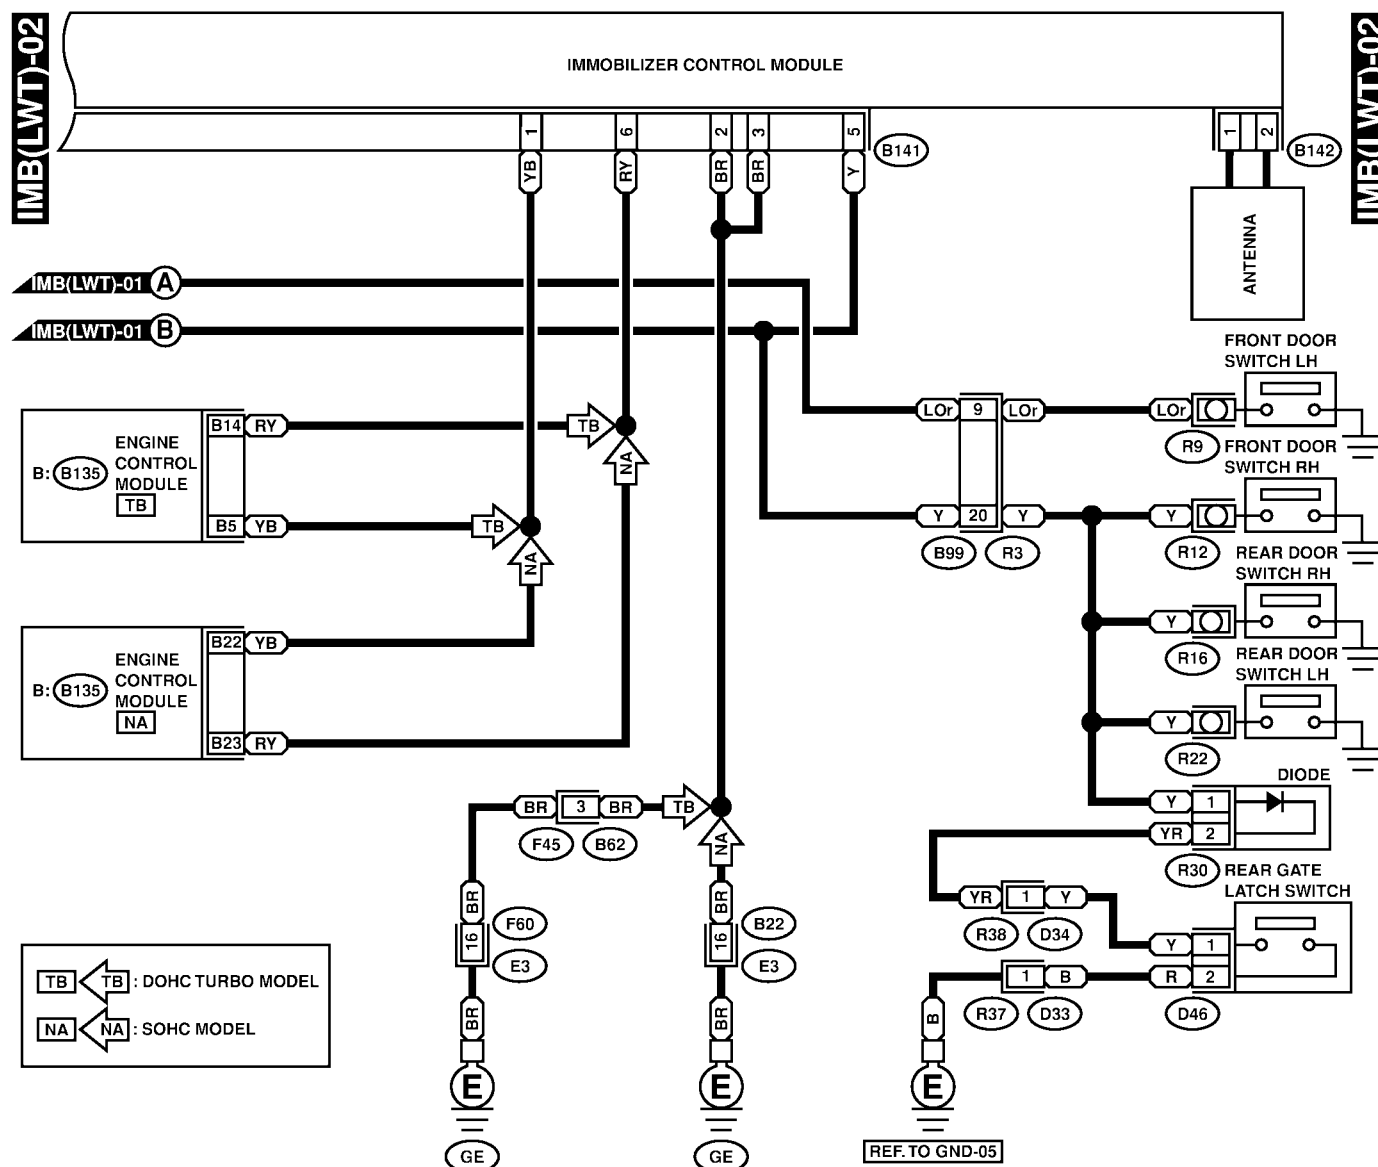 IMB(LWT)-02
IMB(LWT)-02
IMMOBILIZER CONTROL MODULE
1
6
2
3
5
B141
1
2
B142
YB
RY
BR
BR
Y
ANTENNA
IMB(LWT)-01 A
IMB(LWT)-01 B
FRONT DOOR
SWITCH LH
LOr
9
LOr
LOr
R9
B14
RY
TB
NA
ENGINE
CONTROL
MODULE
TB
B: B135
B5
YB
TB
NA
FRONT DOOR
SWITCH RH
Y
20
Y
Y
B99
R3
R12
REAR DOOR
SWITCH RH
Y
R16
B22
YB
ENGINE
CONTROL
MODULE
NA
B: B135
B23
RY
REAR DOOR
SWITCH LH
Y
R22
DIODE
Y
1
YR
2
R30
BR
3
BR
TB
NA
F45
B62
REAR GATE
LATCH SWITCH
BR
16
F60
E3
BR
BR
16
B22
E3
BR
YR
1
Y
R38
D34
Y
1
R
2
D46
1
B
R37
D33
B
TB TB : DOHC TURBO MODEL
NA NA : SOHC MODEL
E
E
E
GE
GE
REF. TO GND-05